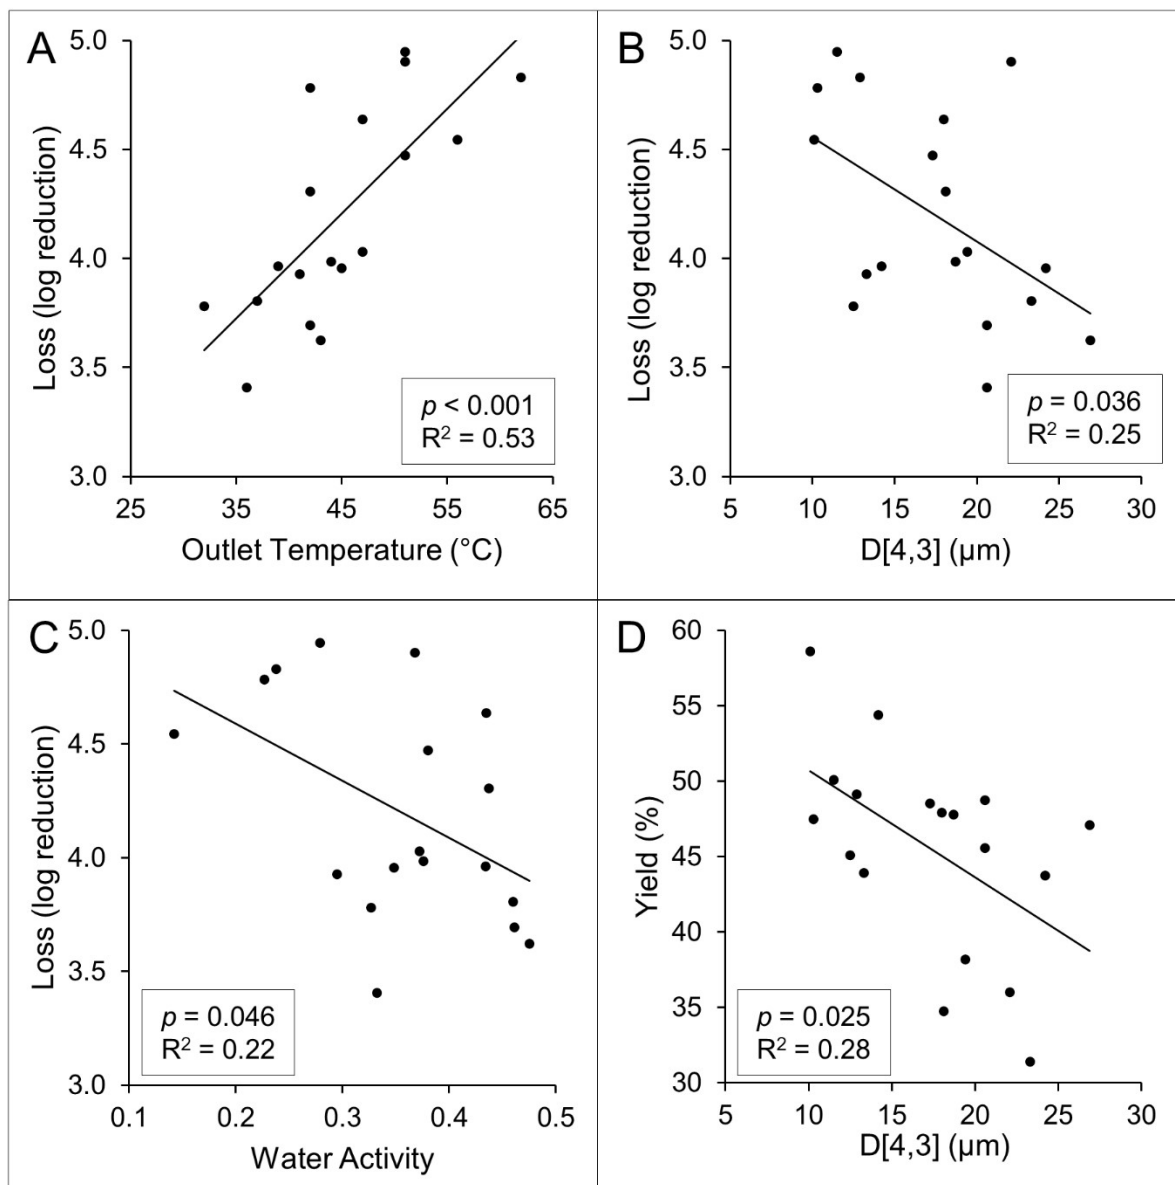 A
Loss (log reduction)
5.0
4.5
4.0
3.5
3.0
p < 0.001
R² = 0.53
25
35
45
55
65
Outlet Temperature (°C)
B
Loss (log reduction)
5.0
4.5
4.0
3.5
3.0
p = 0.036
R² = 0.25
5
10
15
20
25
30
D[4,3] (µm)
C
Loss (log reduction)
5.0
4.5
4.0
3.5
3.0
p = 0.046
R² = 0.22
0.1
0.2
0.3
0.4
0.5
Water Activity
D
Yield (%)
60
55
50
45
40
35
30
p = 0.025
R² = 0.28
5
10
15
20
25
30
D[4,3] (µm)